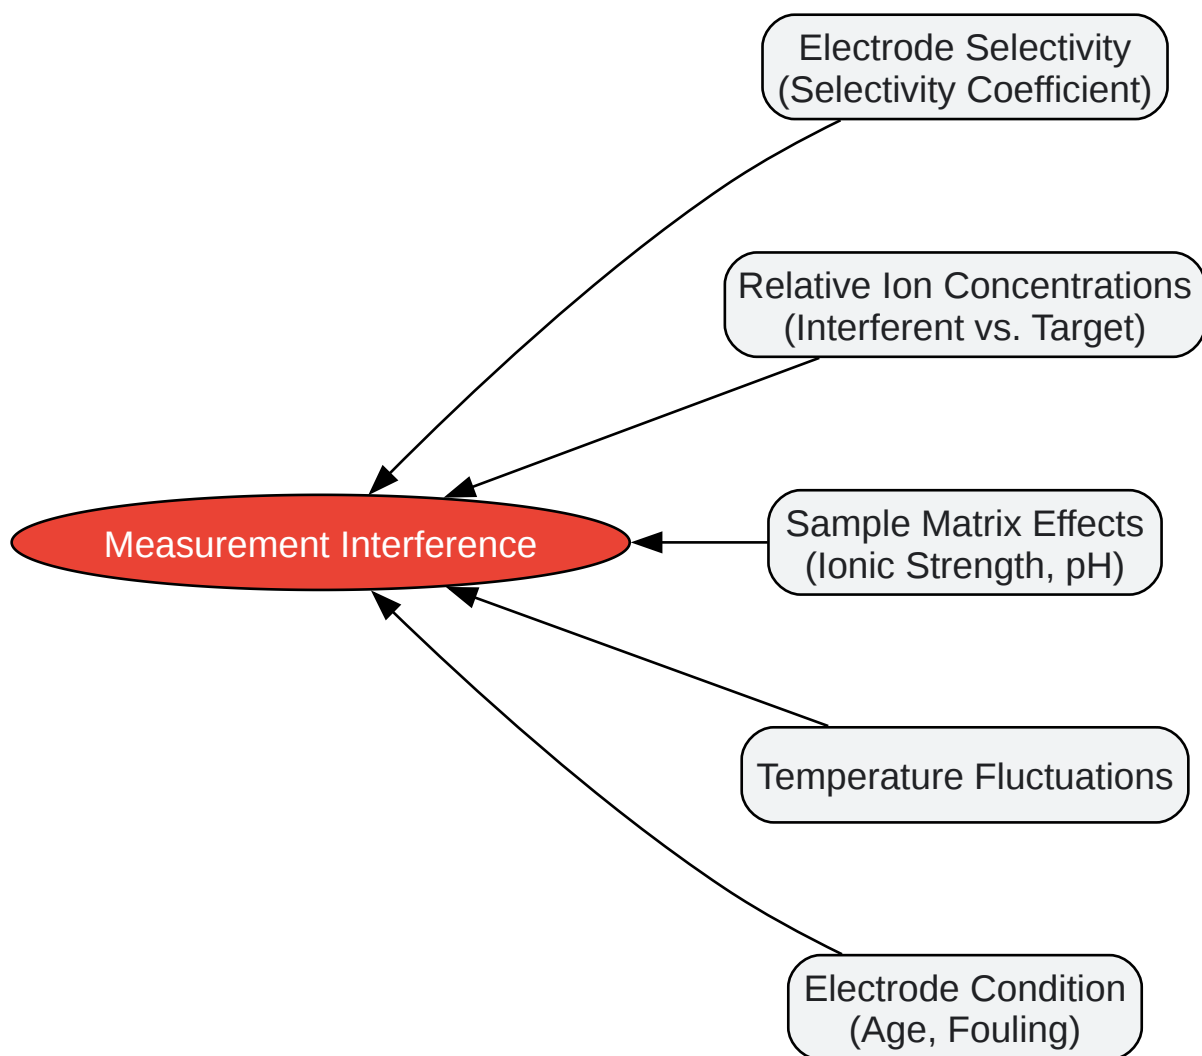 Electrode Selectivity
(Selectivity Coefficient)
Relative Ion Concentrations
(Interferent vs. Target)
Measurement Interference
Sample Matrix Effects
(Ionic Strength, pH)
Temperature Fluctuations
Electrode Condition
(Age, Fouling)